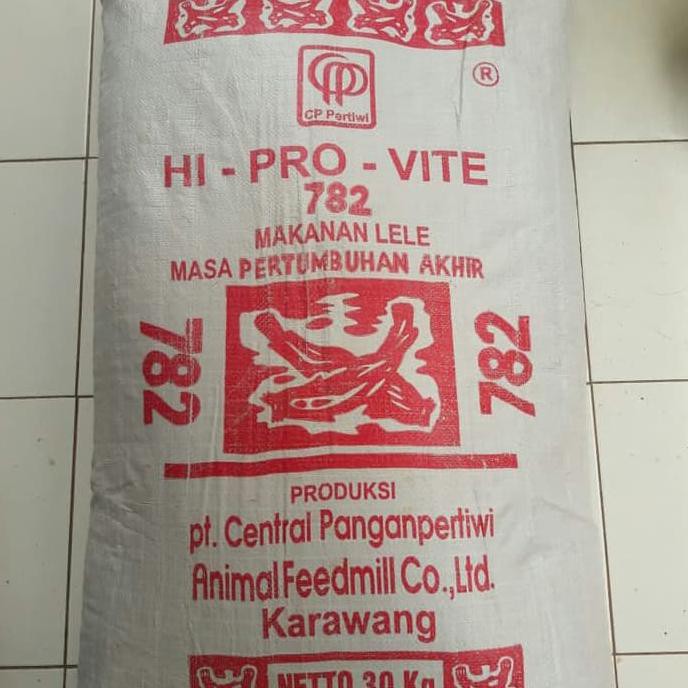 CP Pertiwi
®
HI - PRO - VITE
782
MAKANAN LELE
MASA PERTUMBUHAN AKHIR
782
782
PRODUKSI
pt. Central Panganpertiwi
Animal Feedmill Co.,Ltd.
Karawang
NETTO 30 Kg